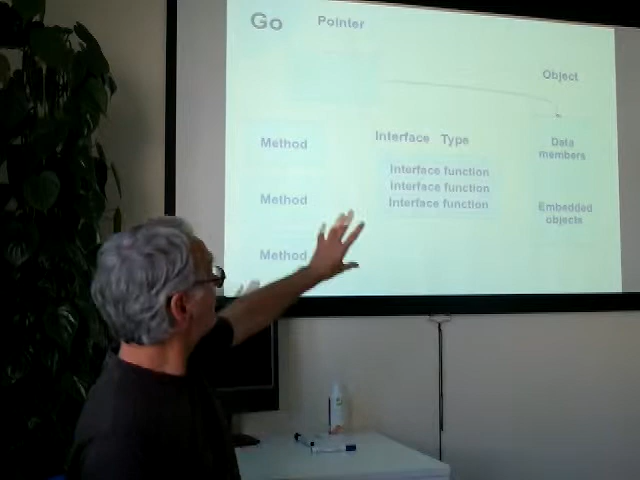 Go
Pointer
Object
Method
Interface Type
Data
members
Interface function
Interface function
Interface function
Method
Embedded
objects
Method